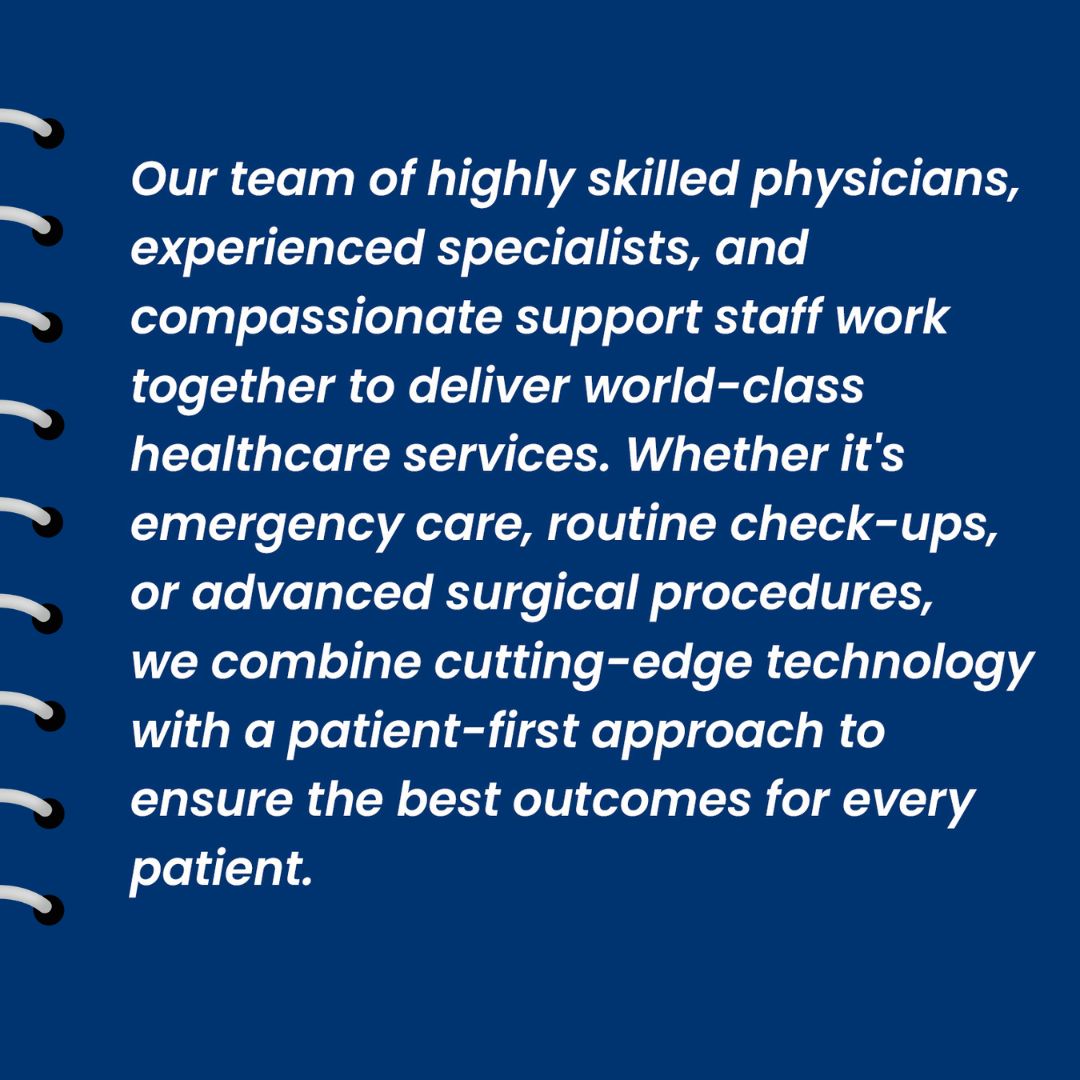 Our team of highly skilled physicians,
experienced specialists, and
compassionate support staff work
together to deliver world-class
healthcare services. Whether it's
emergency care, routine check-ups,
or advanced surgical procedures,
we combine cutting-edge technology
with a patient-first approach to
ensure the best outcomes for every
patient.